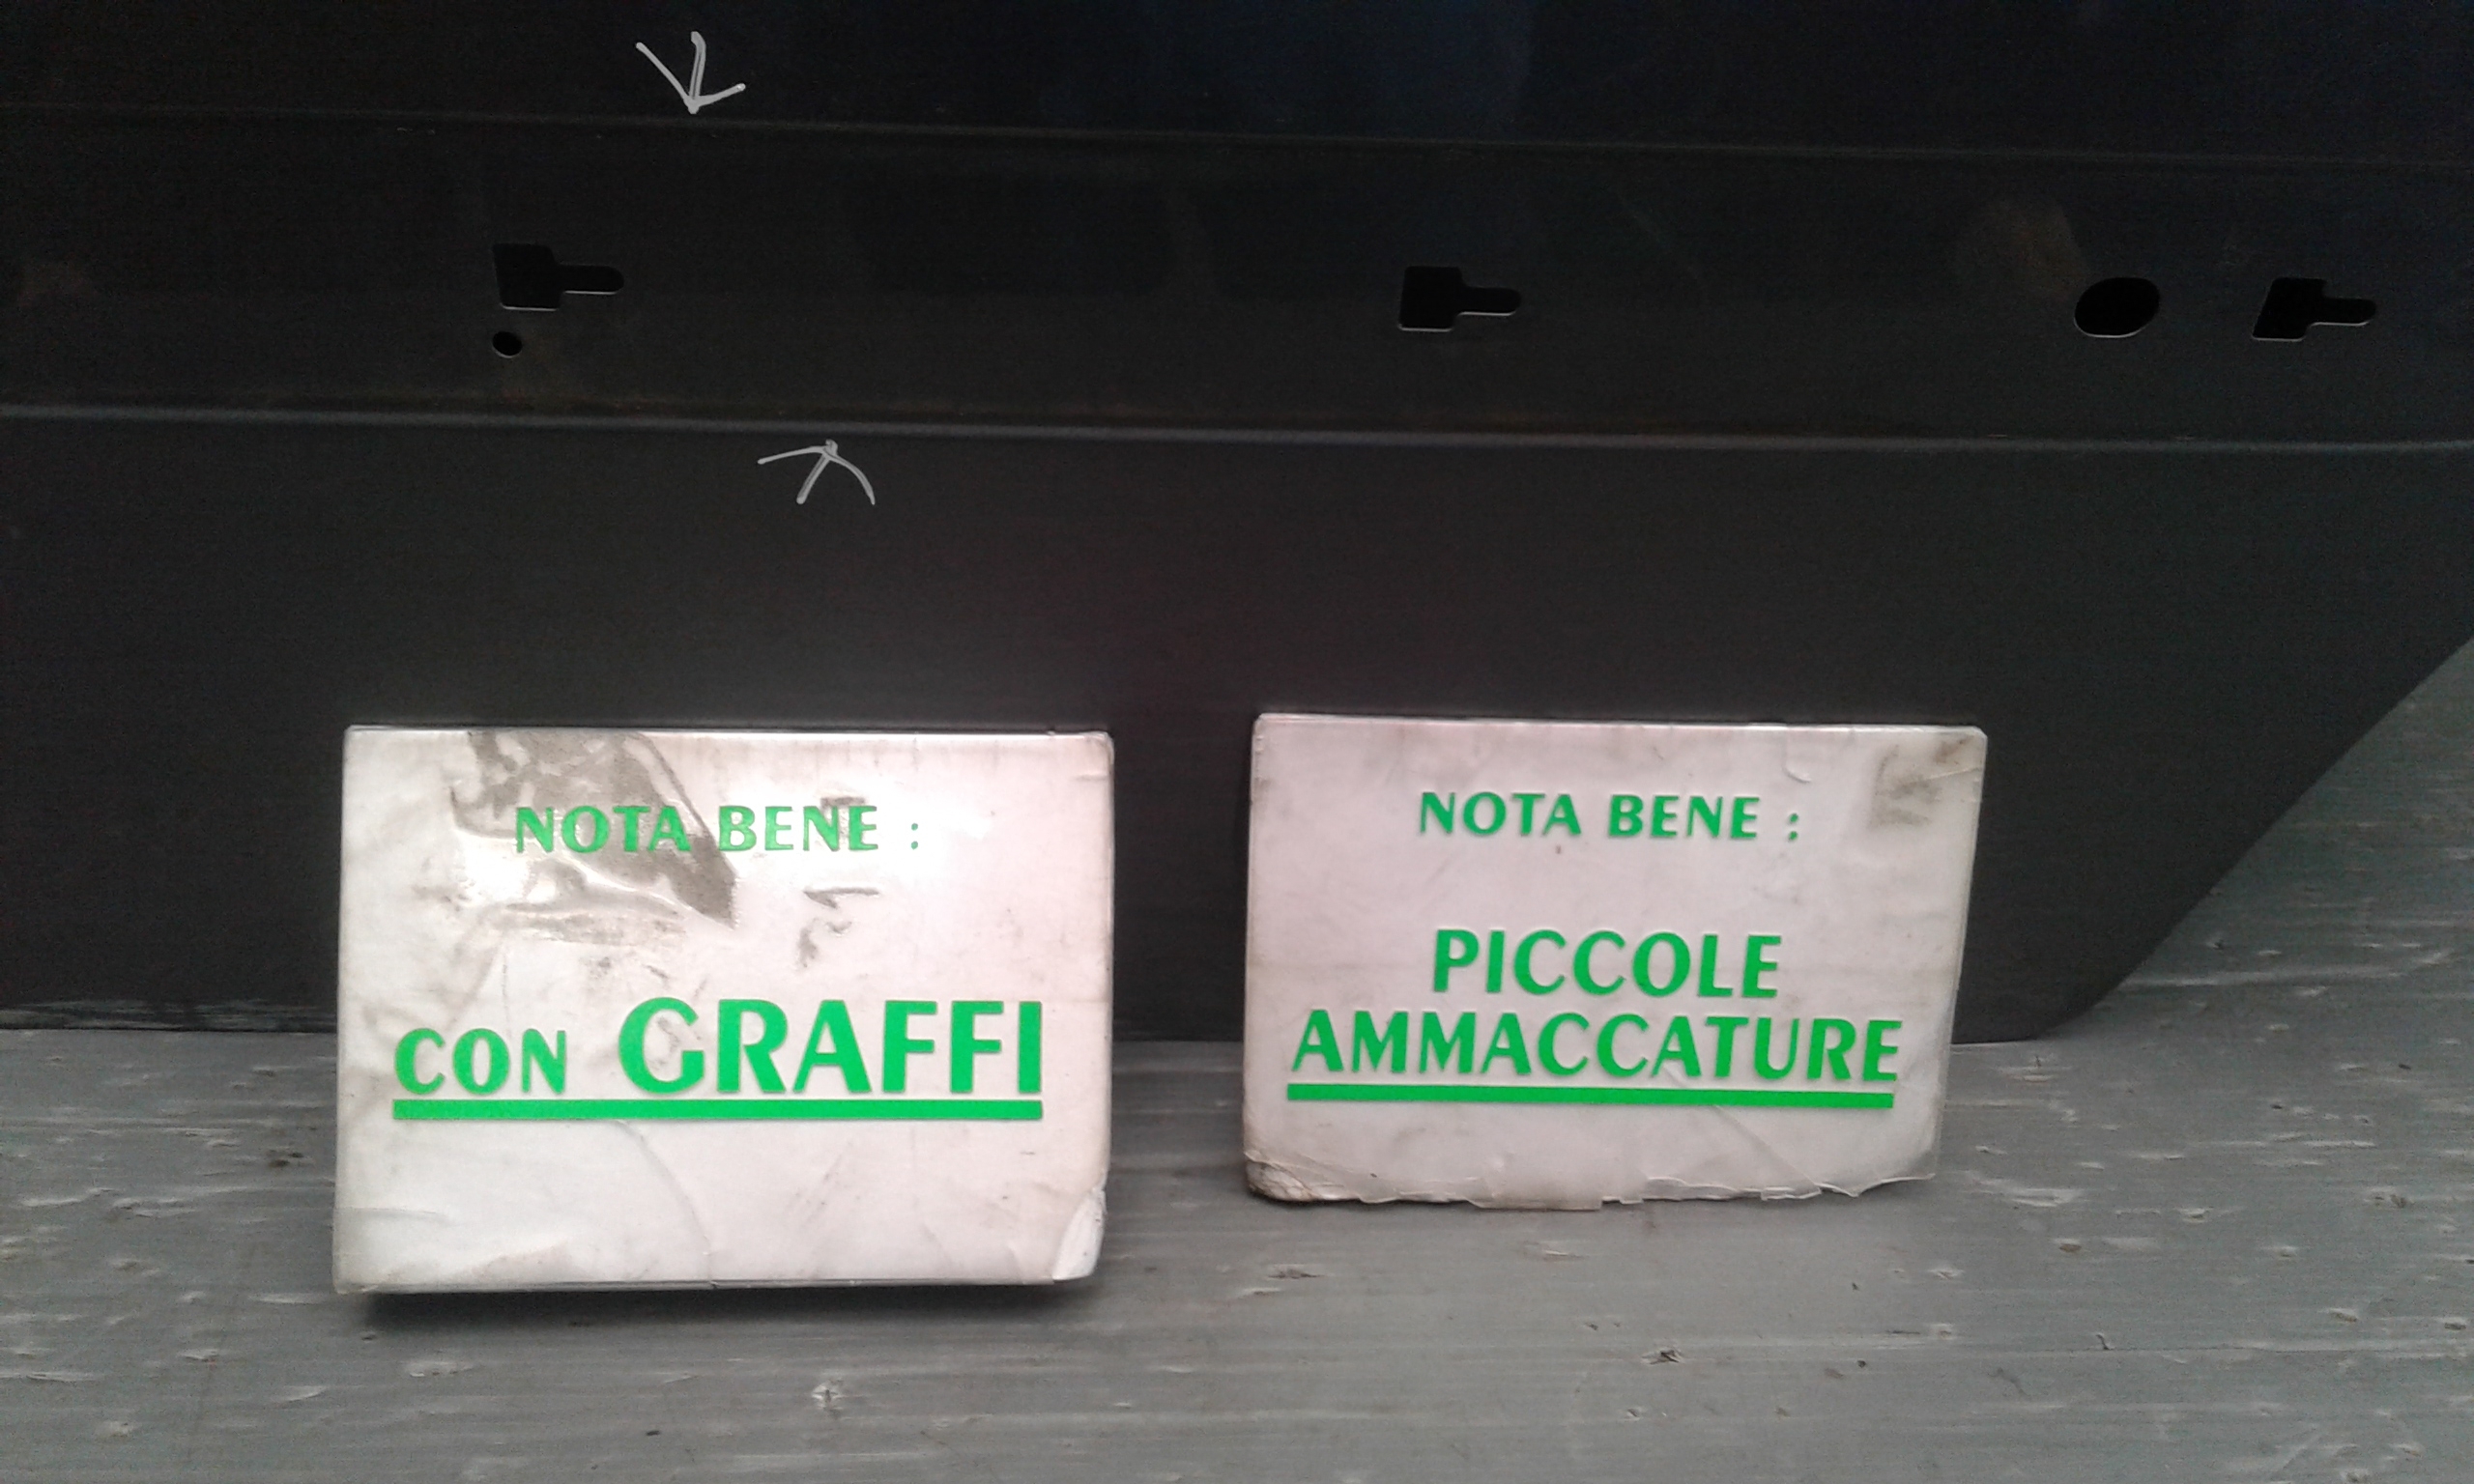 NOTA BENE :
CON GRAFFI
NOTA BENE :
PICCOLE
AMMACCATURE